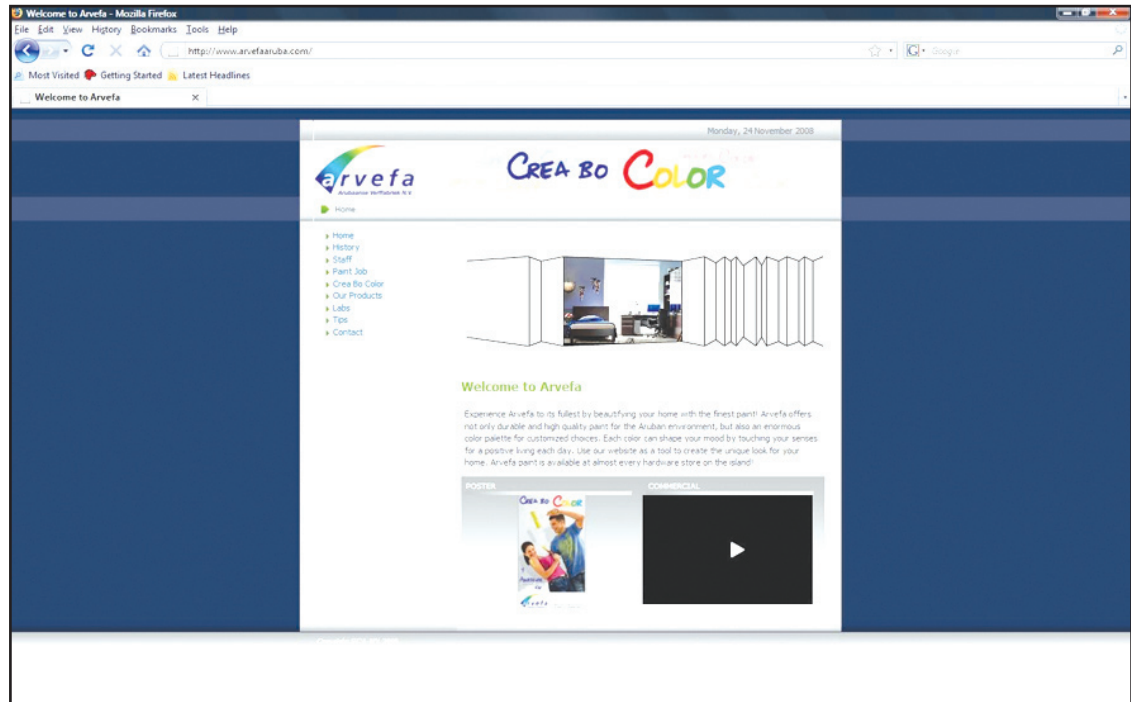 Welcome to Arvefa - Mozilla Firefox
File Edit View History Bookmarks Tools Help
http://www.arvefaaruba.com/
G Google
Most Visited Getting Started Latest Headlines
Welcome to Arvefa
Monday, 24 November 2008
arvefa
Arubaanse Verffabriek N.V.
CREA BO COLOR
Home
Home
History
Staff
Paint Job
Crea Bo Color
Our Products
Labs
Tips
Contact
Welcome to Arvefa
Experience Arvefa to its fullest by beautifying your home with the finest paint! Arvefa offers
not only durable and high quality paint for the Aruban environment, but also an enormous
color palette for customized choices. Each color can shape your mood by touching your senses
for a positive living each day. Use our website as a tool to create the unique look for your
home. Arvefa paint is available at almost every hardware store on the island!
POSTER
COMMERCIAL
CREA BO COLOR
arvefa